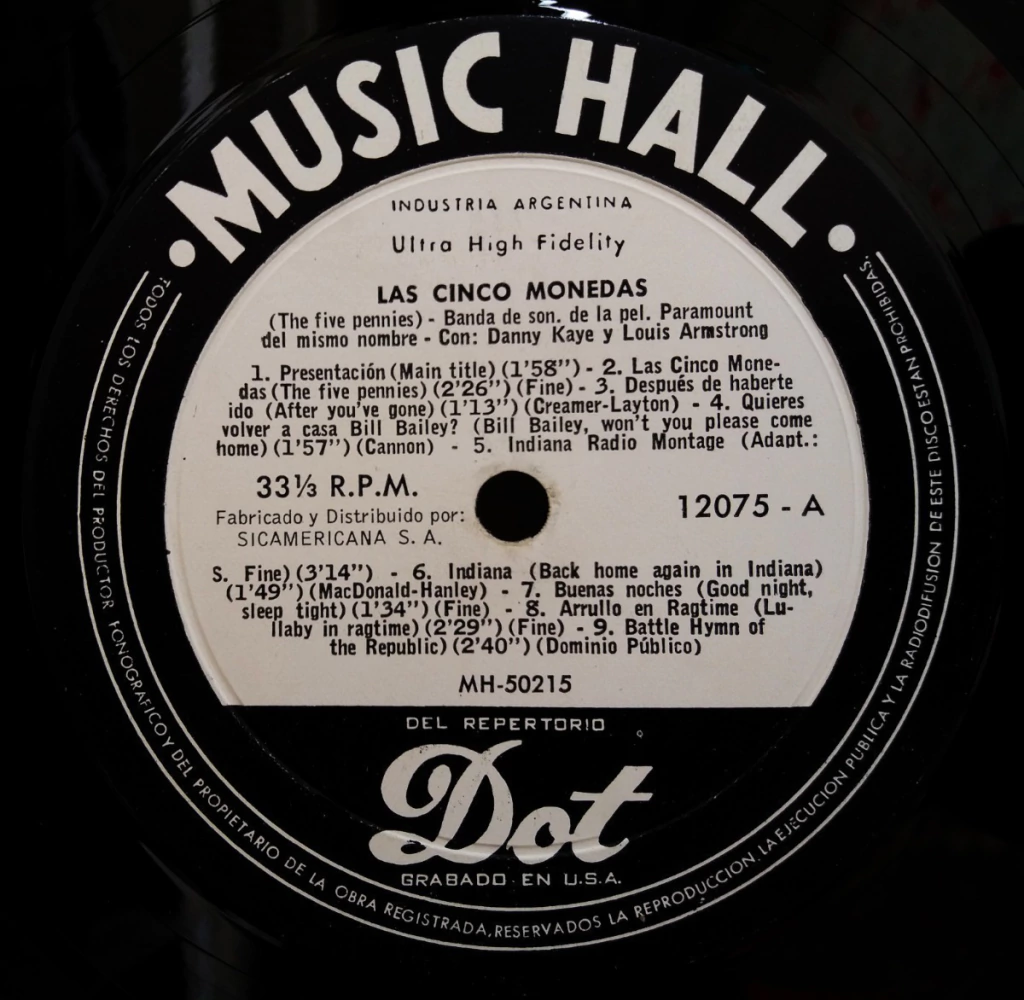 • MUSIC HALL •
INDUSTRIA ARGENTINA
Ultra High Fidelity
LAS CINCO MONEDAS
(The five pennies) - Banda de son. de la pel. Paramount
del mismo nombre - Con: Danny Kaye y Louis Armstrong
1. Presentación (Main title) (1'58'') - 2. Las Cinco Mone-
das (The five pennies) (2'26'') (Fine) - 3. Después de haberte
ido (After you've gone) (1'13'') (Creamer-Layton) - 4. Quieres
volver a casa Bill Bailey? (Bill Bailey, won't you please come
home) (1'57'') (Cannon) - 5. Indiana Radio Montage (Adapt.:
33⅓ R.P.M.
Fabricado y Distribuido por:
SICAMERICANA S. A.
12075 - A
S. Fine) (3'14'') - 6. Indiana (Back home again in Indiana)
(1'49'') (MacDonald-Hanley) - 7. Buenas noches (Good night,
sleep tight) (1'34'') (Fine) - 8. Arrullo en Ragtime (Lu-
llaby in ragtime) (2'29'') (Fine) - 9. Battle Hymn of
the Republic) (2'40'') (Dominio Público)
MH-50215
DEL REPERTORIO
Dot
GRABADO EN U.S.A.
TODOS LOS DERECHOS DEL PRODUCTOR FONOGRAFICO Y DEL PROPIETARIO DE LA OBRA REGISTRADA, RESERVADOS LA REPRODUCCION, LA EJECUCION PUBLICA Y LA RADIODIFUSION DE ESTE DISCO ESTAN PROHIBIDAS.